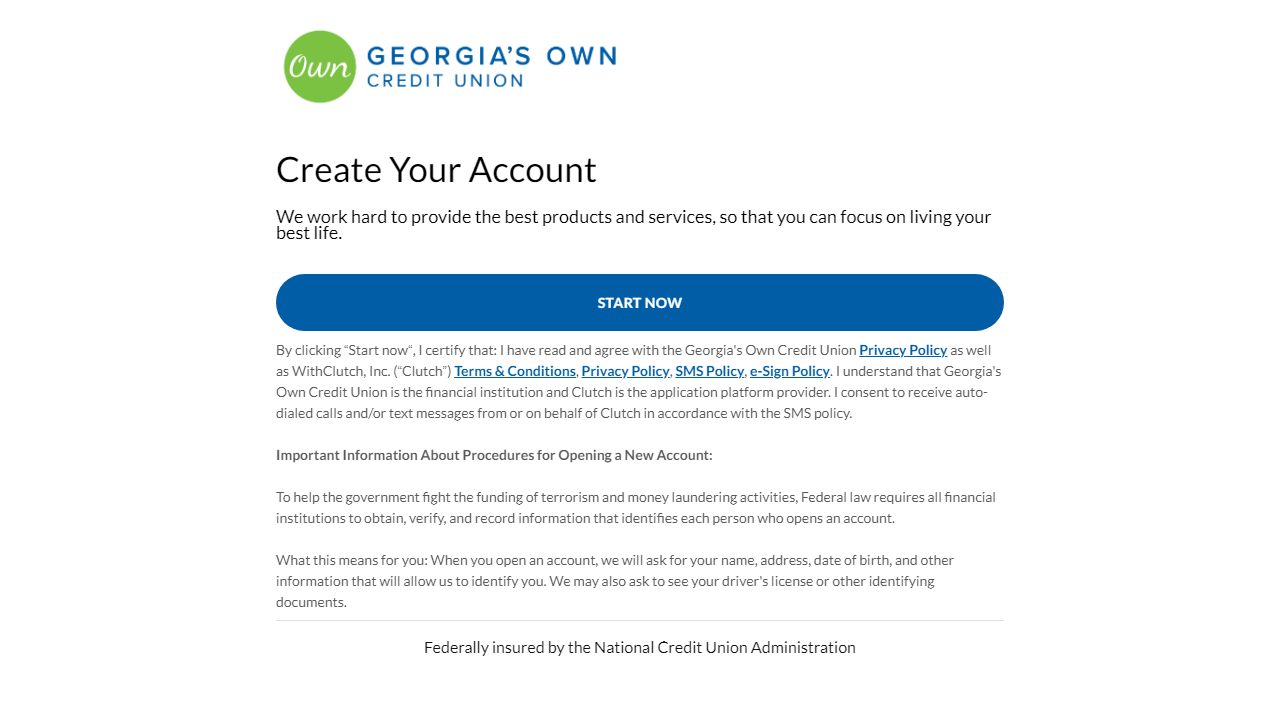 Own
GEORGIA'S OWN
CREDIT UNION
Create Your Account
We work hard to provide the best products and services, so that you can focus on living your
best life.
START NOW
By clicking “Start now“, I certify that: I have read and agree with the Georgia's Own Credit Union Privacy Policy as well
as WithClutch, Inc. (“Clutch”) Terms & Conditions, Privacy Policy, SMS Policy, e-Sign Policy. I understand that Georgia's
Own Credit Union is the financial institution and Clutch is the application platform provider. I consent to receive auto-
dialed calls and/or text messages from or on behalf of Clutch in accordance with the SMS policy.
Important Information About Procedures for Opening a New Account:
To help the government fight the funding of terrorism and money laundering activities, Federal law requires all financial
institutions to obtain, verify, and record information that identifies each person who opens an account.
What this means for you: When you open an account, we will ask for your name, address, date of birth, and other
information that will allow us to identify you. We may also ask to see your driver's license or other identifying
documents.
Federally insured by the National Credit Union Administration